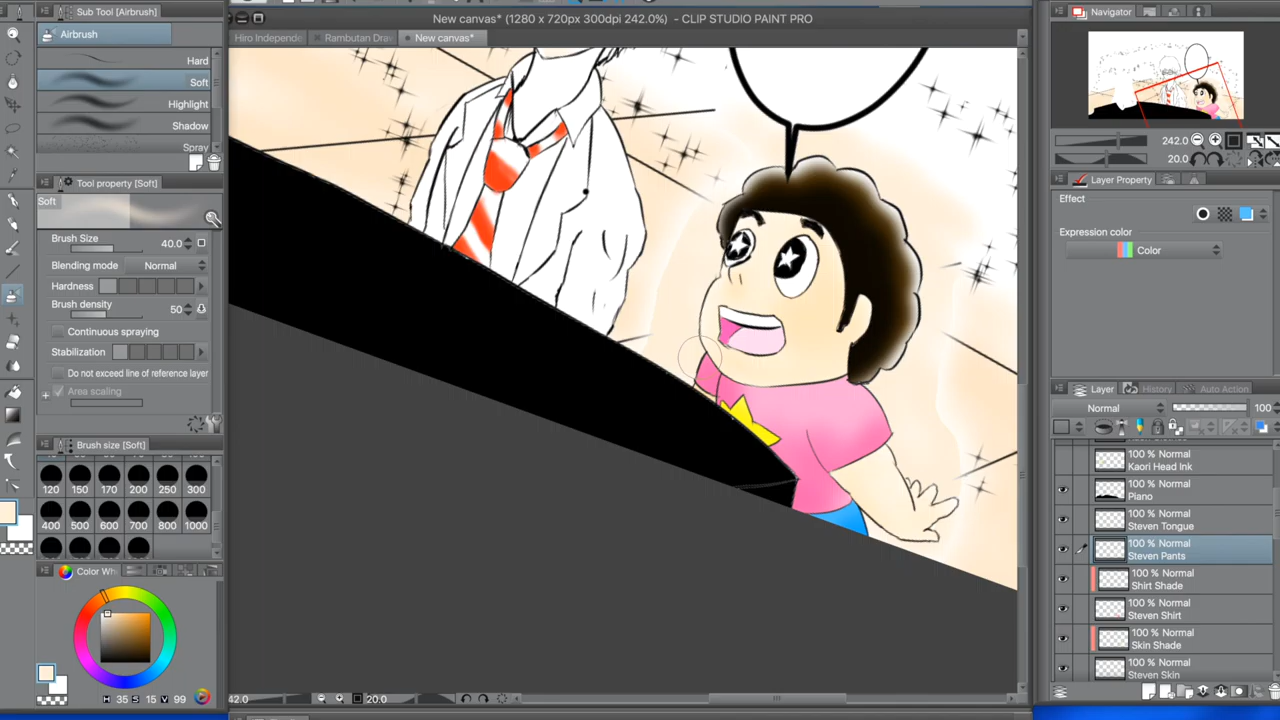 Sub Tool [Airbrush]
Airbrush
Hard
Soft
Highlight
Shadow
Spray
Tool property [Soft]
Soft
Brush Size 40.0
Blending mode Normal
Hardness
Brush density 50
Continuous spraying
Stabilization
Do not exceed line of reference layer
Area scaling
Brush size [Soft]
120 150 170 200 250 300
400 500 600 700 800 1000
Color Wh
H 35 S 15 V 99
New canvas* (1280 x 720px 300dpi 242.0%) - CLIP STUDIO PAINT PRO
Hiro Independe
Rambutan Dra
New canvas*
42.0
20.0
Navigator
242.0
20.0
Layer Property
Effect
Expression color
Color
Layer
History
Auto Action
Normal 100
Kaori Clothes
100 % Normal
Kaori Head Ink
100 % Normal
Piano
100 % Normal
Steven Tongue
100 % Normal
Steven Pants
100 % Normal
Shirt Shade
100 % Normal
Steven Shirt
100 % Normal
Skin Shade
100 % Normal
Steven Skin